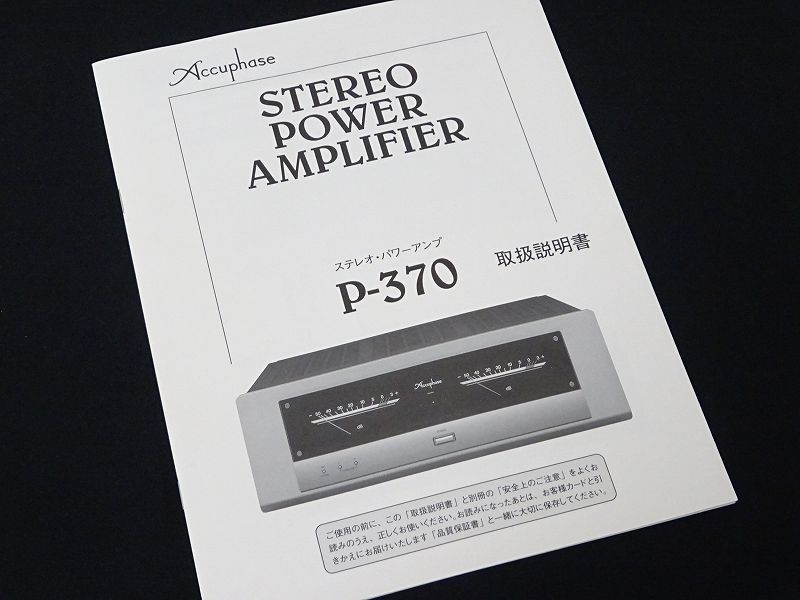 Accuphase
STEREO
POWER
AMPLIFIER
ステレオ・パワーアンプ
P-370
取扱説明書
Accuphase
dB
dB
ご使用の前に、この「取扱説明書」と別冊の「安全上のご注意」をよくお
読みのうえ、正しくお使いください。お読みになったあとは、お客様カードと引
きかえにお届けいたします「品質保証書」と一緒に大切に保存してください。